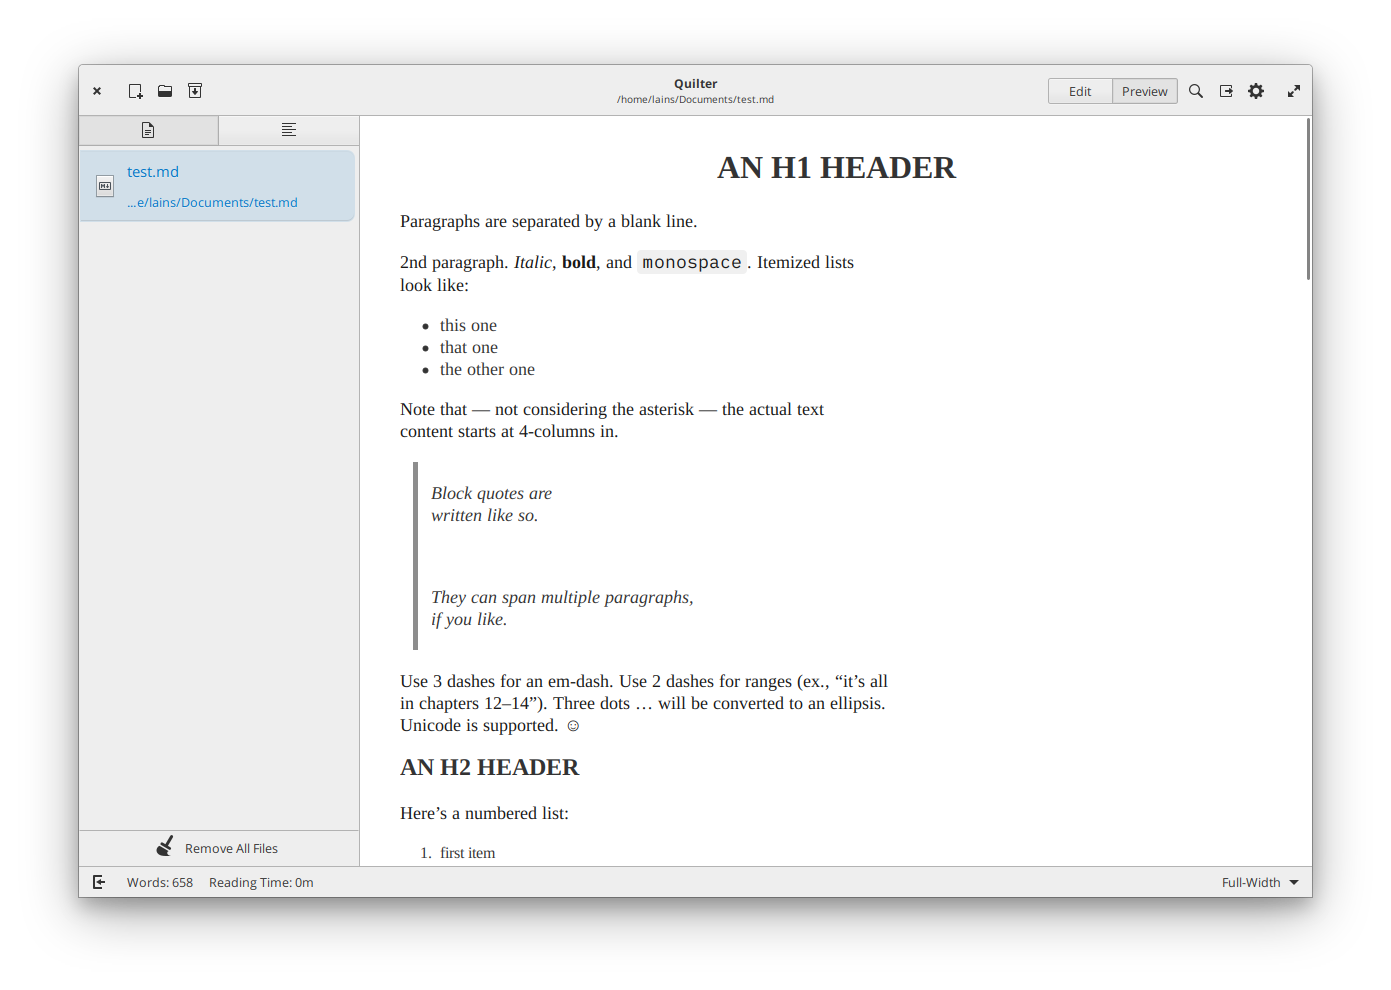 Quilter
/home/lains/Documents/test.md
Edit
Preview
test.md
...e/lains/Documents/test.md
AN H1 HEADER
Paragraphs are separated by a blank line.
2nd paragraph. Italic, bold, and monospace. Itemized lists
look like:
• this one
• that one
• the other one
Note that — not considering the asterisk — the actual text
content starts at 4-columns in.
Block quotes are
written like so.
They can span multiple paragraphs,
if you like.
Use 3 dashes for an em-dash. Use 2 dashes for ranges (ex., “it’s all
in chapters 12–14”). Three dots … will be converted to an ellipsis.
Unicode is supported. ☺
AN H2 HEADER
Here’s a numbered list:
1. first item
Remove All Files
Words: 658
Reading Time: 0m
Full-Width